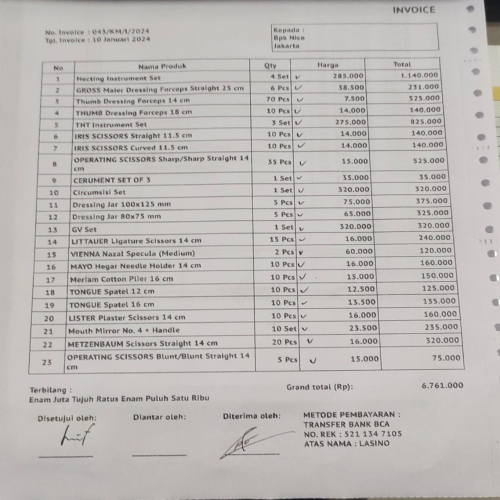 INVOICE
No. Invoice : 043/KM/I/2024
Tgl. Invoice : 10 Januari 2024
Kepada :
Bpk Nico
Jakarta
No Nama Produk Qty Harga Total
1 Hecting Instrument Set 4 Set 285.000 1.140.000
2 GROSS Maier Dressing Forceps Straight 25 cm 6 Pcs 38.500 231.000
3 Thumb Dressing Forceps 14 cm 70 Pcs 7.500 525.000
4 THUMB Dressing Forceps 18 cm 10 Pcs 14.000 140.000
5 THT Instrument Set 3 Set 275.000 825.000
6 IRIS SCISSORS Straight 11.5 cm 10 Pcs 14.000 140.000
7 IRIS SCISSORS Curved 11.5 cm 10 Pcs 14.000 140.000
8 OPERATING SCISSORS Sharp/Sharp Straight 14 cm 35 Pcs 15.000 525.000
9 CERUMENT SET OF 3 1 Set 35.000 35.000
10 Circumsisi Set 1 Set 320.000 320.000
11 Dressing Jar 100x125 mm 5 Pcs 75.000 375.000
12 Dressing Jar 80x75 mm 5 Pcs 65.000 325.000
13 GV Set 1 Set 320.000 320.000
14 LITTAUER Ligature Scissors 14 cm 15 Pcs 16.000 240.000
15 VIENNA Nazal Specula (Medium) 2 Pcs 60.000 120.000
16 MAYO Hegar Needle Holder 14 cm 10 Pcs 16.000 160.000
17 Meriam Cotton Plier 16 cm 10 Pcs 15.000 150.000
18 TONGUE Spatel 12 cm 10 Pcs 12.500 125.000
19 TONGUE Spatel 16 cm 10 Pcs 13.500 135.000
20 LISTER Plaster Scissors 14 cm 10 Pcs 16.000 160.000
21 Mouth Mirror No. 4 + Handle 10 Set 23.500 235.000
22 METZENBAUM Scissors Straight 14 cm 20 Pcs 16.000 320.000
23 OPERATING SCISSORS Blunt/Blunt Straight 14 cm 5 Pcs 15.000 75.000
Terbilang :
Enam Juta Tujuh Ratus Enam Puluh Satu Ribu
Grand total (Rp): 6.761.000
Disetujui oleh: Diantar oleh: Diterima oleh:
METODE PEMBAYARAN :
TRANSFER BANK BCA
NO. REK : 521 134 7105
ATAS NAMA : LASINO